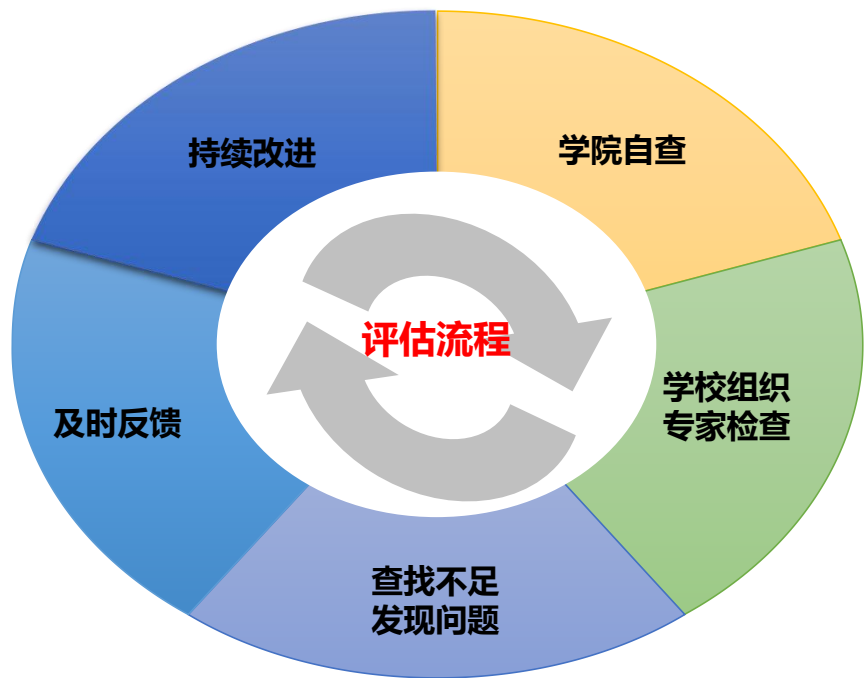 持续改进
学院自查
评估流程
学校组织
专家检查
及时反馈
查找不足
发现问题